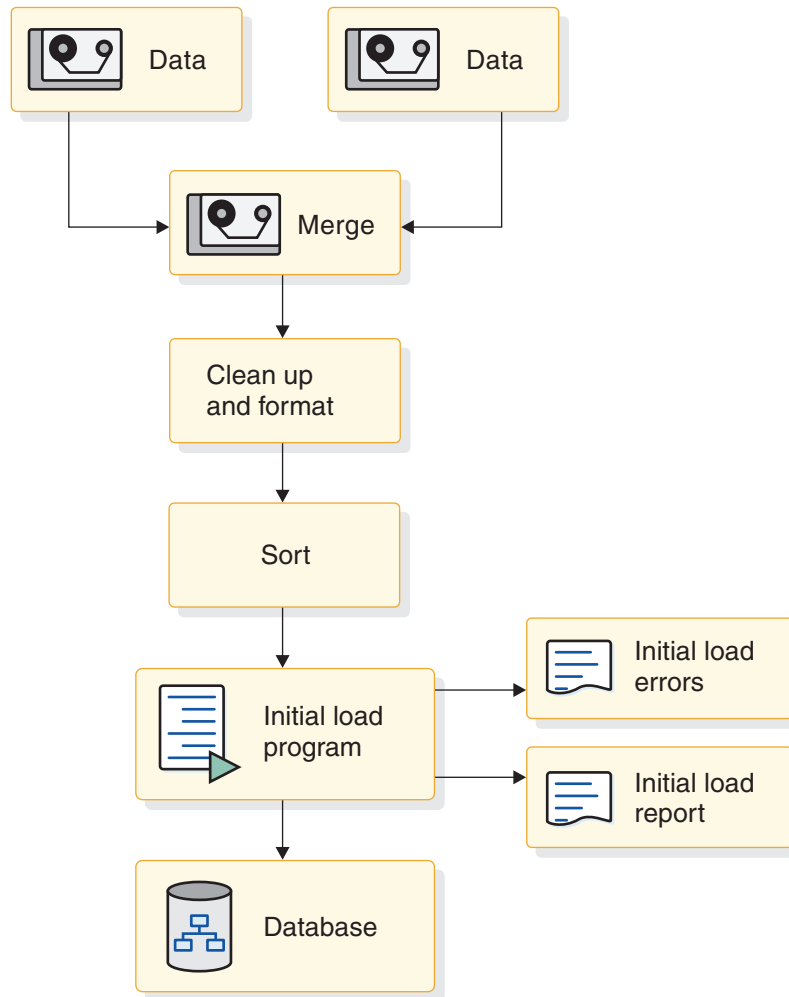 Data
Data
Merge
Clean up
and format
Sort
Initial load
errors
Initial load
program
Initial load
report
Database